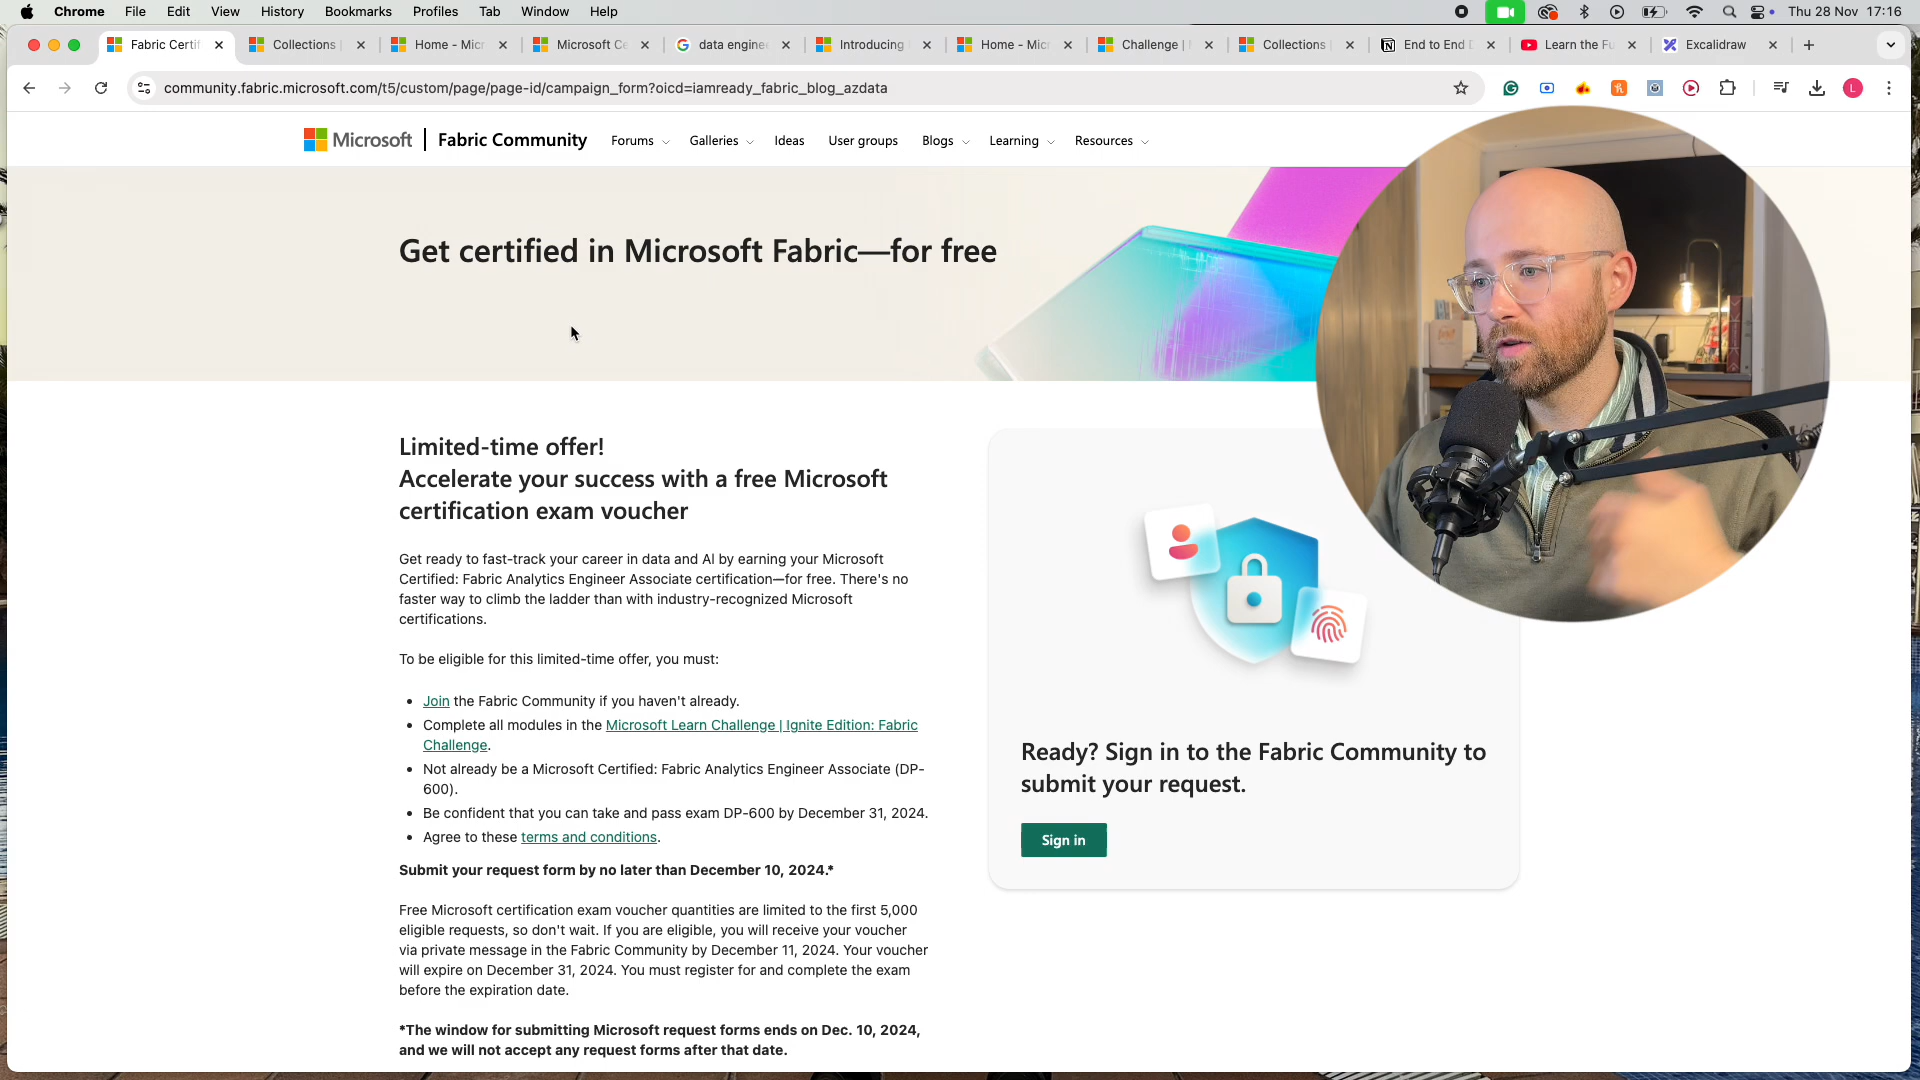 Chrome File Edit View History Bookmarks Profiles Tab Window Help
Thu 28 Nov 17:16
Fabric Certif
Collections
Home - Micr
Microsoft Ce
data enginee
Introducing
Home - Micr
Challenge |
Collections
End to End D
Learn the Fu
Excalidraw
community.fabric.microsoft.com/t5/custom/page/page-id/campaign_form?oicd=iamready_fabric_blog_azdata
L
Microsoft Fabric Community Forums Galleries Ideas User groups Blogs Learning Resources
Get certified in Microsoft Fabric—for free
Limited-time offer!
Accelerate your success with a free Microsoft
certification exam voucher
Get ready to fast-track your career in data and AI by earning your Microsoft
Certified: Fabric Analytics Engineer Associate certification—for free. There's no
faster way to climb the ladder than with industry-recognized Microsoft
certifications.
To be eligible for this limited-time offer, you must:
• Join the Fabric Community if you haven't already.
• Complete all modules in the Microsoft Learn Challenge | Ignite Edition: Fabric
Challenge.
• Not already be a Microsoft Certified: Fabric Analytics Engineer Associate (DP-
600).
• Be confident that you can take and pass exam DP-600 by December 31, 2024.
• Agree to these terms and conditions.
Submit your request form by no later than December 10, 2024.*
Free Microsoft certification exam voucher quantities are limited to the first 5,000
eligible requests, so don't wait. If you are eligible, you will receive your voucher
via private message in the Fabric Community by December 11, 2024. Your voucher
will expire on December 31, 2024. You must register for and complete the exam
before the expiration date.
*The window for submitting Microsoft request forms ends on Dec. 10, 2024,
and we will not accept any request forms after that date.
Ready? Sign in to the Fabric Community to
submit your request.
Sign in